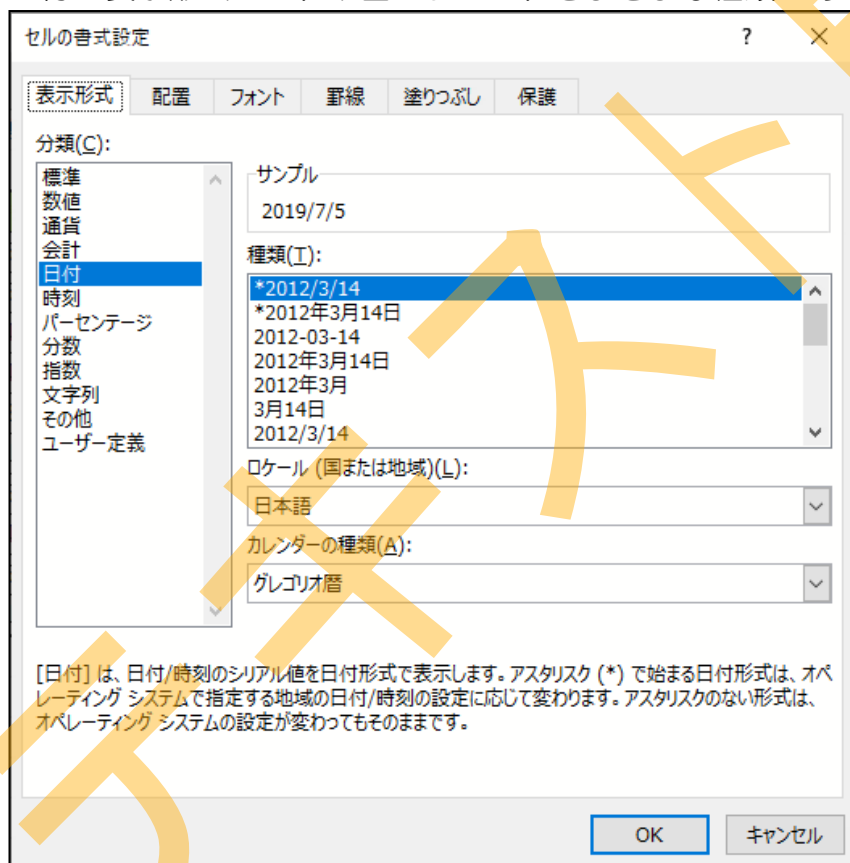 セルの書式設定
?
×
表示形式 配置 フォント 罫線 塗りつぶし 保護
分類(C):
標準
数値
通貨
会計
日付
時刻
パーセンテージ
分数
指数
文字列
その他
ユーザー定義
サンプル
2019/7/5
種類(T):
*2012/3/14
*2012年3月14日
2012-03-14
2012年3月14日
2012年3月
3月14日
2012/3/14
ロケール (国または地域)(L):
日本語
カレンダーの種類(A):
グレゴリオ暦
[日付] は、日付/時刻のシリアル値を日付形式で表示します。アスタリスク (*) で始まる日付形式は、オペ
レーティング システムで指定する地域の日付/時刻の設定に応じて変わります。アスタリスクのない形式は、
オペレーティング システムの設定が変わってもそのままです。
OK キャンセル